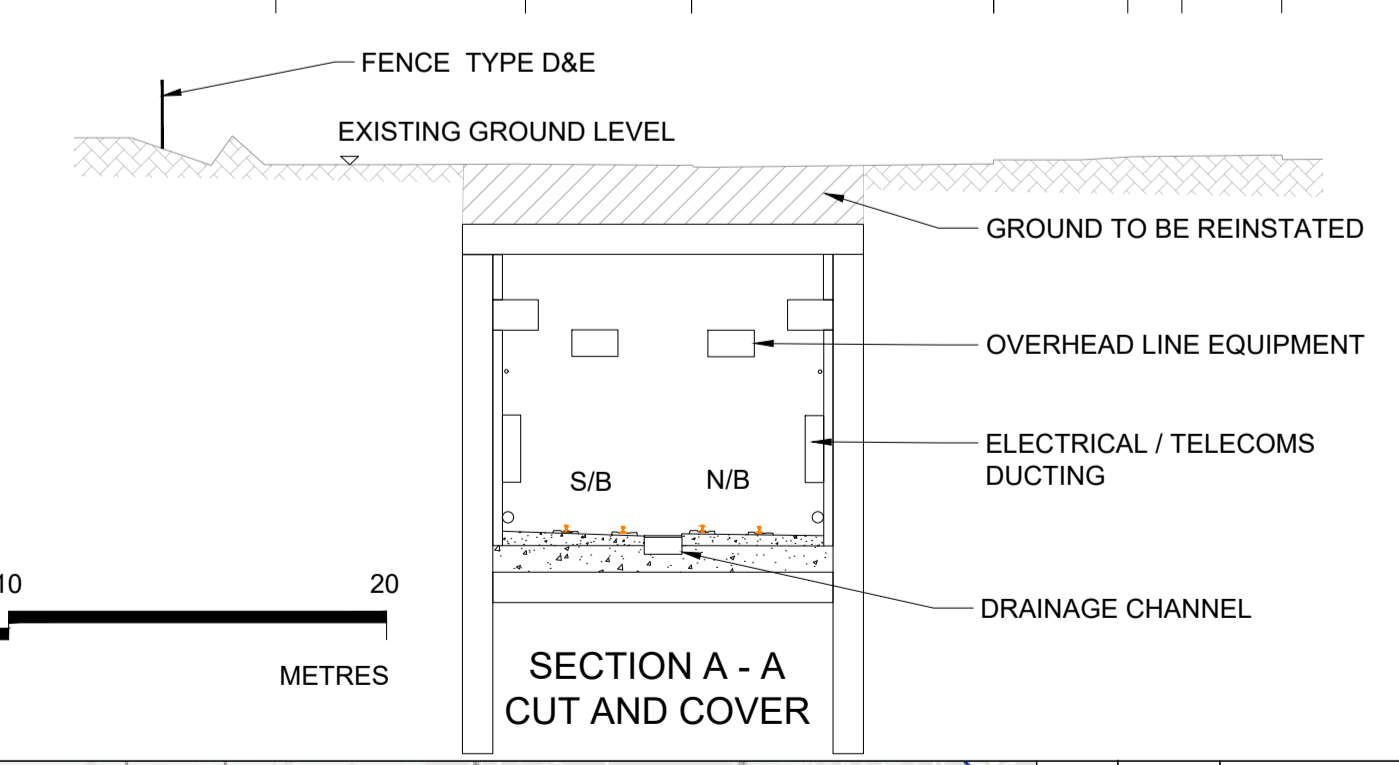 FENCE TYPE D&E
EXISTING GROUND LEVEL
GROUND TO BE REINSTATED
OVERHEAD LINE EQUIPMENT
ELECTRICAL / TELECOMS
DUCTING
S/B
N/B
10
20
DRAINAGE CHANNEL
METRES
SECTION A - A
CUT AND COVER